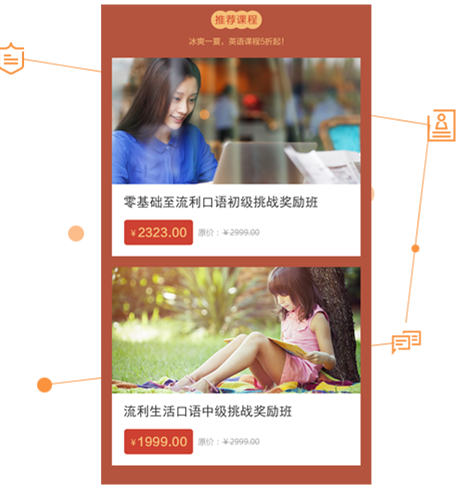 推荐课程
冰爽一夏，英语课程5折起！
零基础至流利口语初级挑战奖励班
¥2323.00 原价：¥2999.00
流利生活口语中级挑战奖励班
¥1999.00 原价：¥2999.00